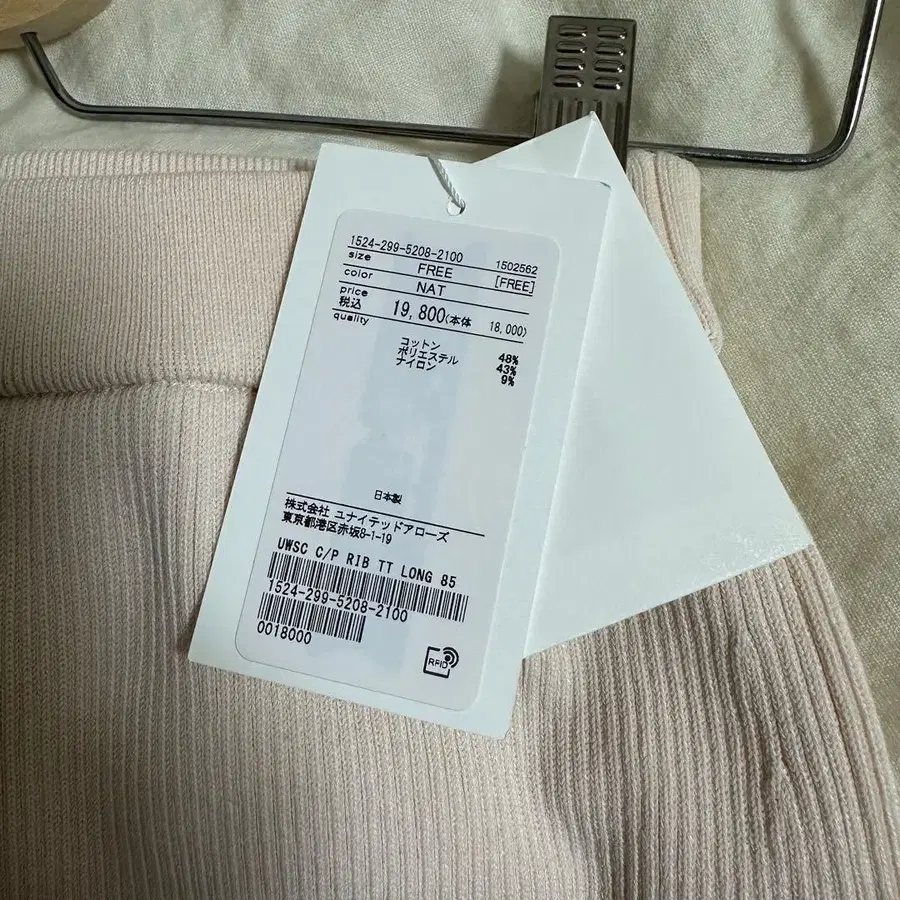 1524-299-5208-2100 1502562
size FREE [FREE]
color NAT
price
税込 19,800(本体 18,000)
quality
コットン 48%
ポリエステル 43%
ナイロン 9%
日本製
株式会社 ユナイテッドアローズ
東京都港区赤坂8-1-19
UWSC C/P RIB TT LONG 85
1524-299-5208-2100
0018000
RFID